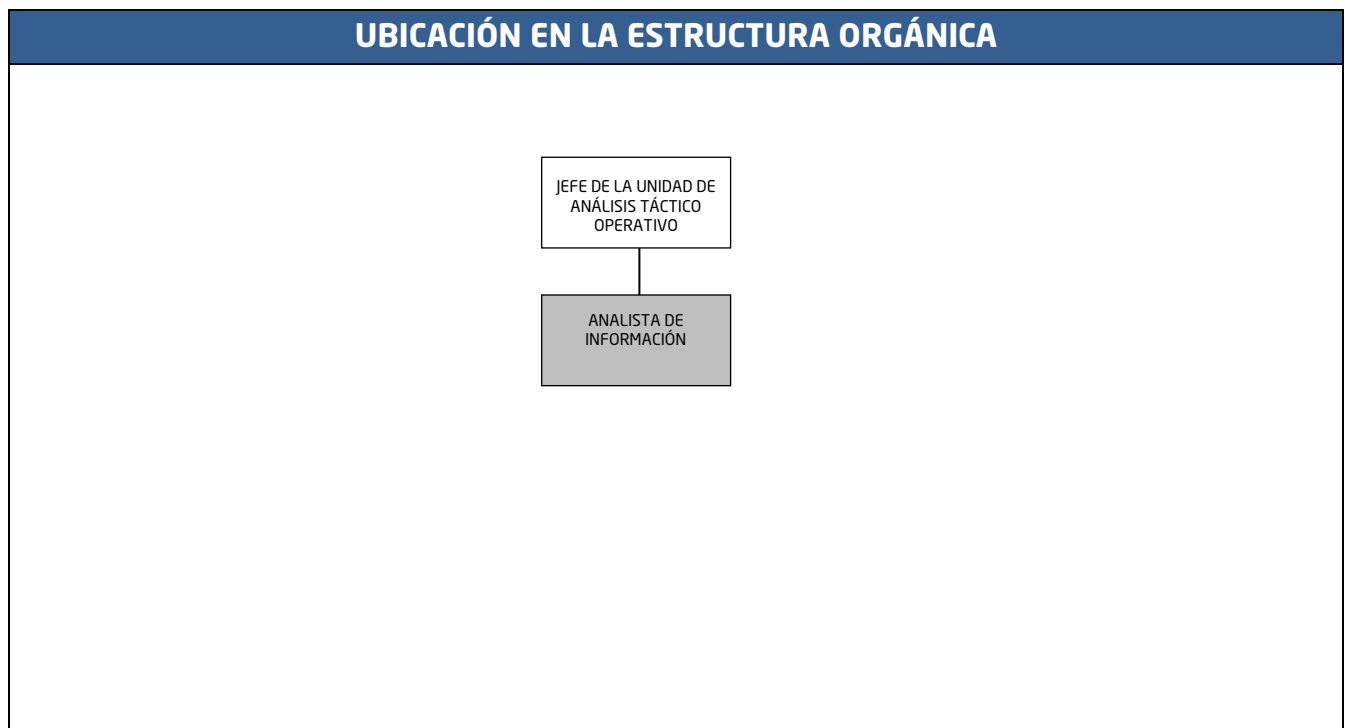 UBICACIÓN EN LA ESTRUCTURA ORGÁNICA
JEFE DE LA UNIDAD DE
ANÁLISIS TÁCTICO
OPERATIVO
ANALISTA DE
INFORMACIÓN